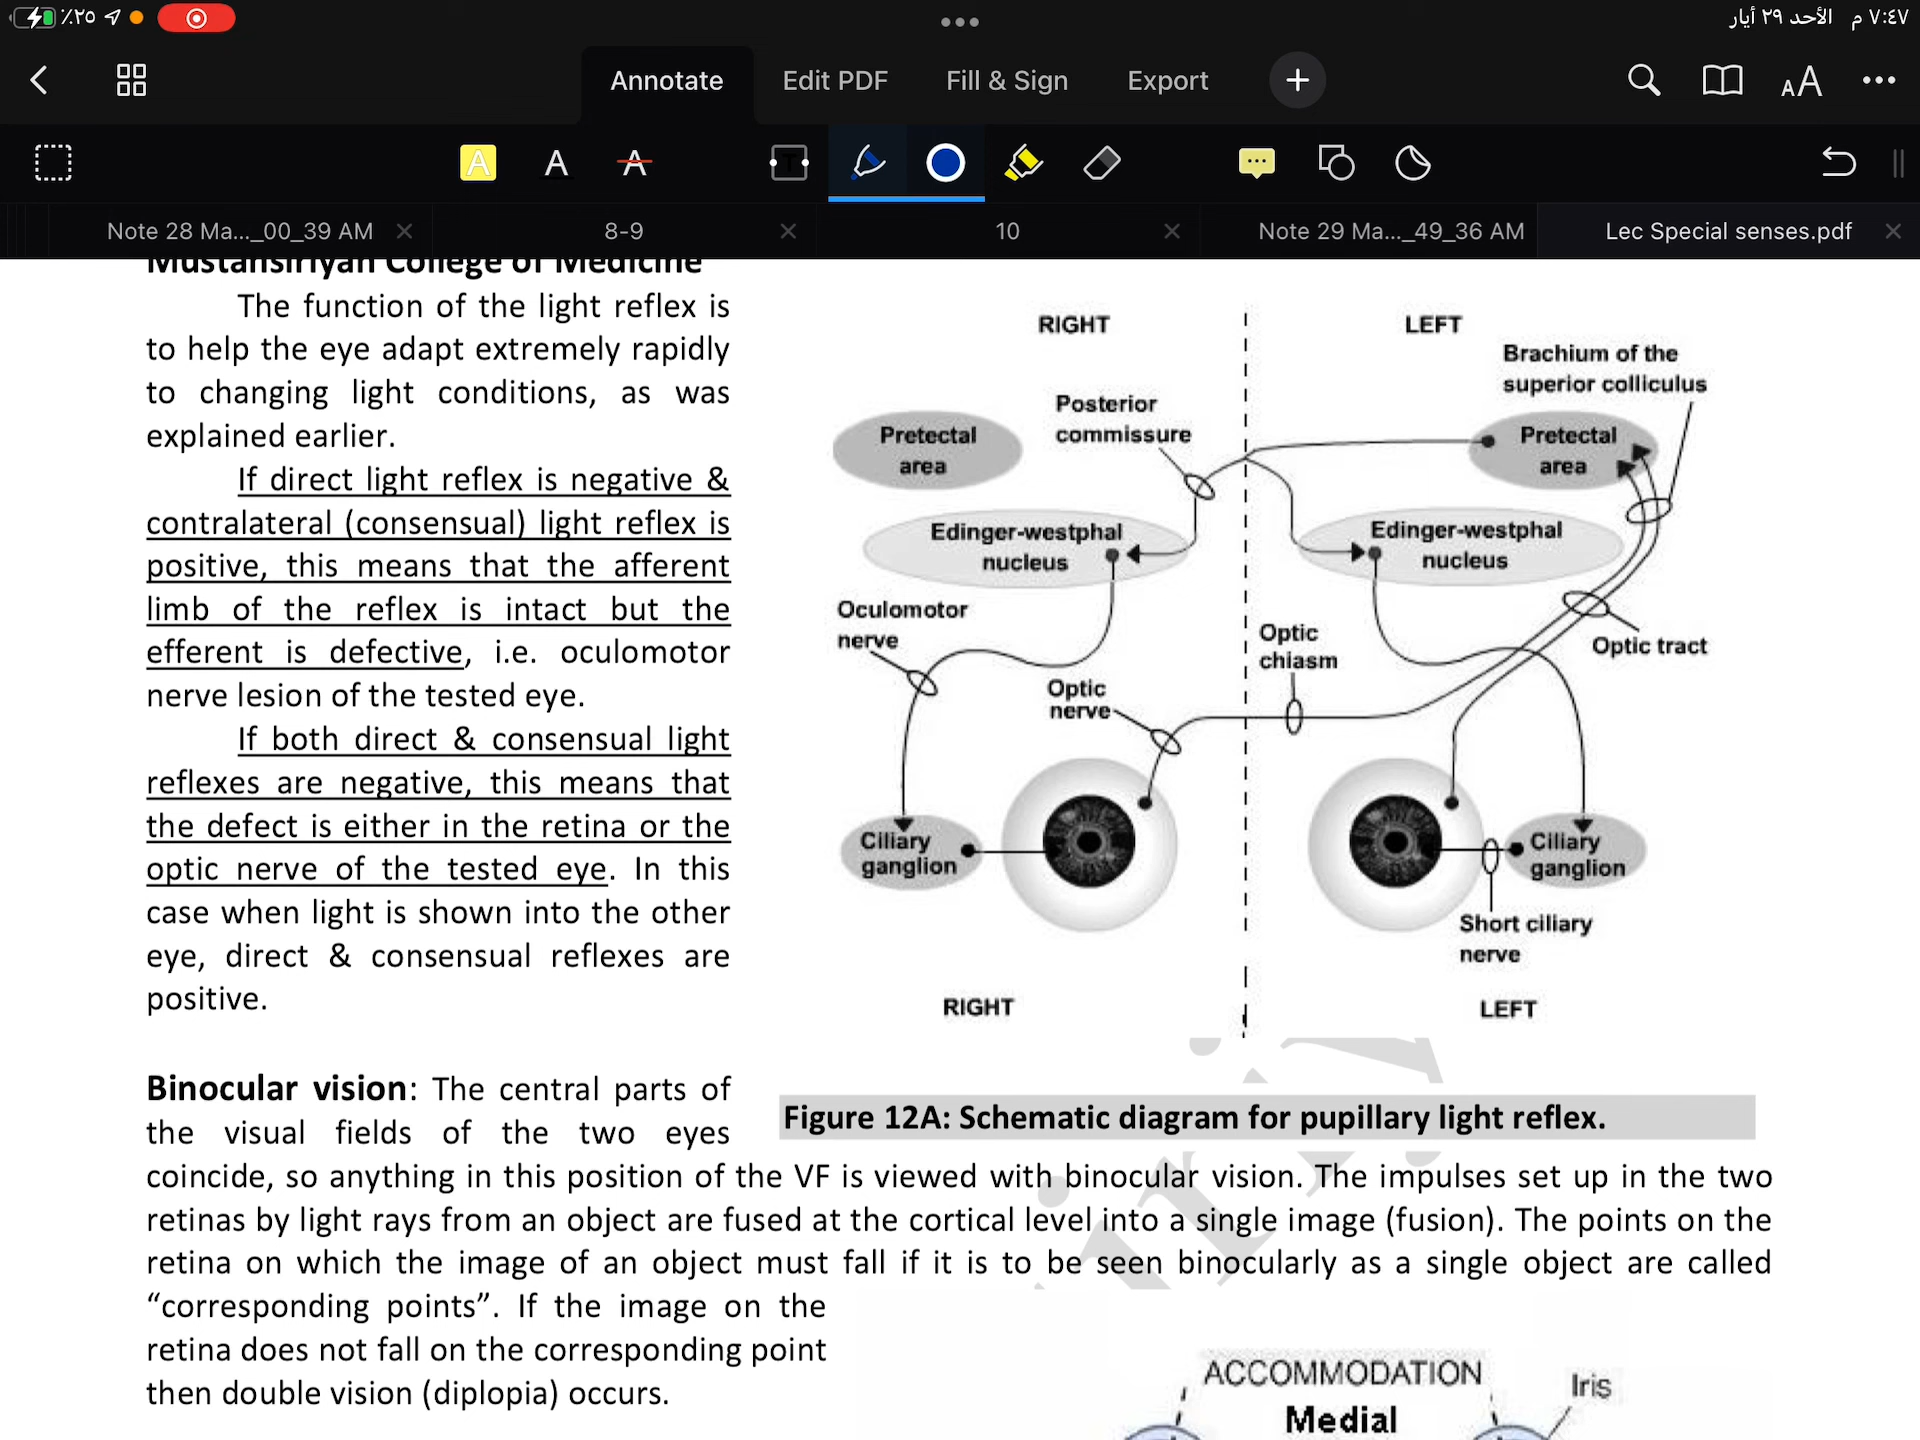 ٪٢٥
الأحد ٢٩ أيار ٧:٤٧ م
Annotate
Edit PDF
Fill & Sign
Export
AA
A
A
A
T
Note 28 Ma..._00_39 AM
8-9
10
Note 29 Ma..._49_36 AM
Lec Special senses.pdf
Mustansiriyah College of Medicine
The function of the light reflex is
to help the eye adapt extremely rapidly
to changing light conditions, as was
explained earlier.
If direct light reflex is negative &
contralateral (consensual) light reflex is
positive, this means that the afferent
limb of the reflex is intact but the
efferent is defective, i.e. oculomotor
nerve lesion of the tested eye.
If both direct & consensual light
reflexes are negative, this means that
the defect is either in the retina or the
optic nerve of the tested eye. In this
case when light is shown into the other
eye, direct & consensual reflexes are
positive.
RIGHT
LEFT
Brachium of the
superior colliculus
Posterior
commissure
Pretectal
area
Pretectal
area
Edinger-westphal
nucleus
Edinger-westphal
nucleus
Oculomotor
nerve
Optic
chiasm
Optic tract
Optic
nerve
Ciliary
ganglion
Ciliary
ganglion
Short ciliary
nerve
RIGHT
LEFT
Figure 12A: Schematic diagram for pupillary light reflex.
Binocular vision: The central parts of
the visual fields of the two eyes
coincide, so anything in this position of the VF is viewed with binocular vision. The impulses set up in the two
retinas by light rays from an object are fused at the cortical level into a single image (fusion). The points on the
retina on which the image of an object must fall if it is to be seen binocularly as a single object are called
“corresponding points”. If the image on the
retina does not fall on the corresponding point
then double vision (diplopia) occurs.
ACCOMMODATION
Iris
Medial